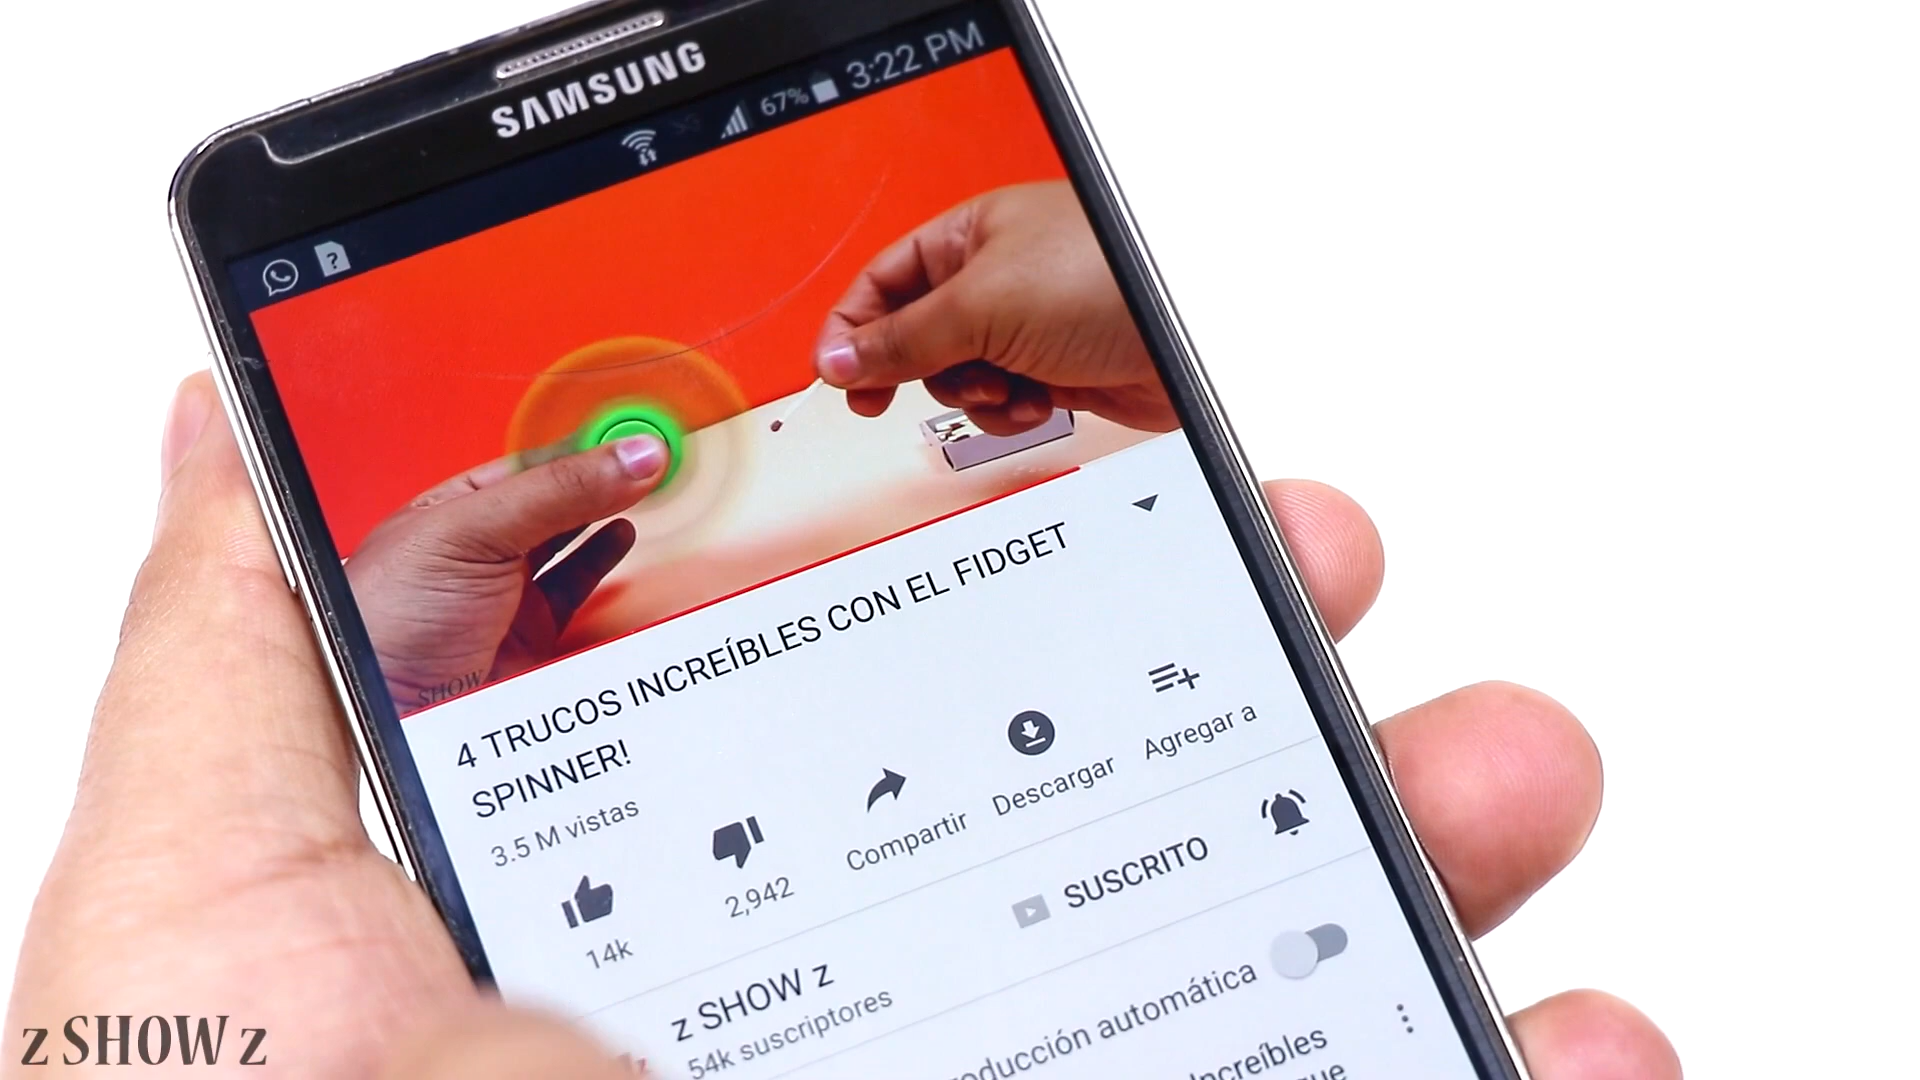 SAMSUNG
67% 3:22 PM
?
SHOW z
4 TRUCOS INCREÍBLES CON EL FIDGET
SPINNER!
3.5 M vistas
14k
2,942
Compartir
Descargar
Agregar a
SUSCRITO
z SHOW z
54k suscriptores
automática
Increíbles
z SHOW z